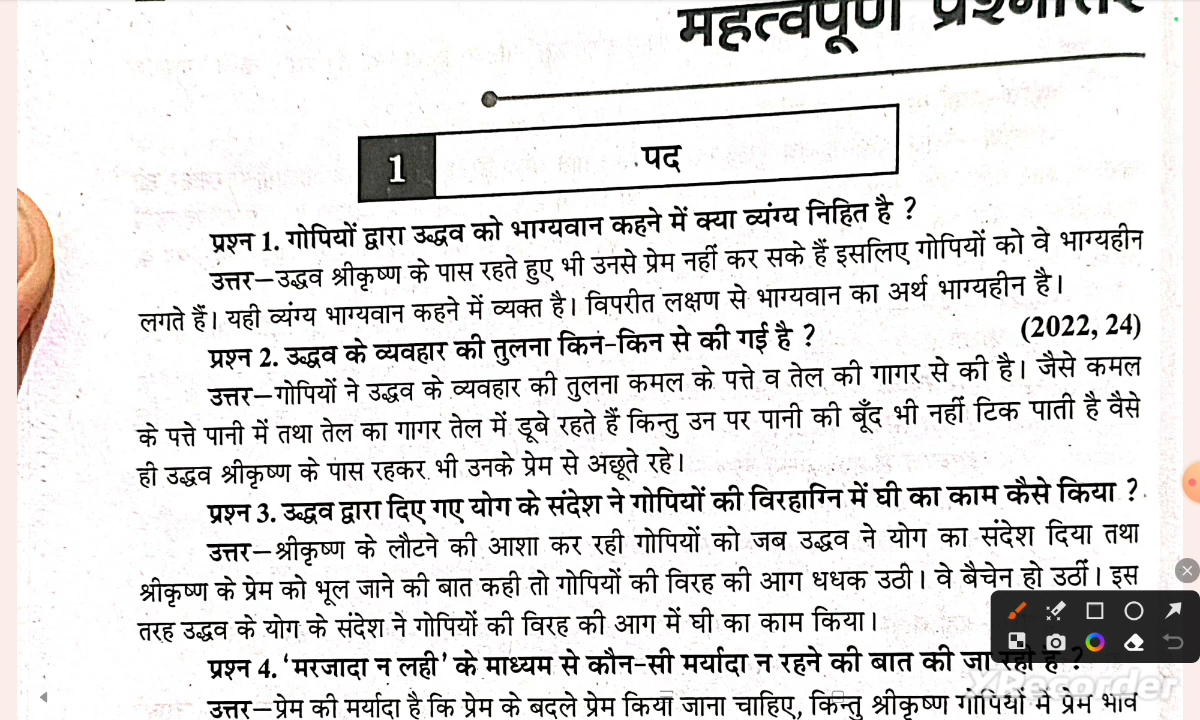 महत्वपूर्ण प्रश्नोत्तर
1
पद
प्रश्न 1. गोपियों द्वारा उद्धव को भाग्यवान कहने में क्या व्यंग्य निहित है ?
उत्तर–उद्धव श्रीकृष्ण के पास रहते हुए भी उनसे प्रेम नहीं कर सके हैं इसलिए गोपियों को वे भाग्यहीन
लगते हैं। यही व्यंग्य भाग्यवान कहने में व्यक्त है। विपरीत लक्षण से भाग्यवान का अर्थ भाग्यहीन है।
प्रश्न 2. उद्धव के व्यवहार की तुलना किन-किन से की गई है ? (2022, 24)
उत्तर–गोपियों ने उद्धव के व्यवहार की तुलना कमल के पत्ते व तेल की गागर से की है। जैसे कमल
के पत्ते पानी में तथा तेल का गागर तेल में डूबे रहते हैं किन्तु उन पर पानी की बूँद भी नहीं टिक पाती है वैसे
ही उद्धव श्रीकृष्ण के पास रहकर भी उनके प्रेम से अछूते रहे।
प्रश्न 3. उद्धव द्वारा दिए गए योग के संदेश ने गोपियों की विरहाग्नि में घी का काम कैसे किया ?
उत्तर–श्रीकृष्ण के लौटने की आशा कर रही गोपियों को जब उद्धव ने योग का संदेश दिया तथा
श्रीकृष्ण के प्रेम को भूल जाने की बात कही तो गोपियों की विरह की आग धधक उठी। वे बैचेन हो उठीं। इस
तरह उद्धव के योग के संदेश ने गोपियों की विरह की आग में घी का काम किया।
प्रश्न 4. ‘मरजादा न लही’ के माध्यम से कौन-सी मर्यादा न रहने की बात की जा रही है ?
उत्तर–प्रेम की मर्यादा है कि प्रेम के बदले प्रेम किया जाना चाहिए, किन्तु श्रीकृष्ण गोपियों में प्रेम भाव
XRecorder